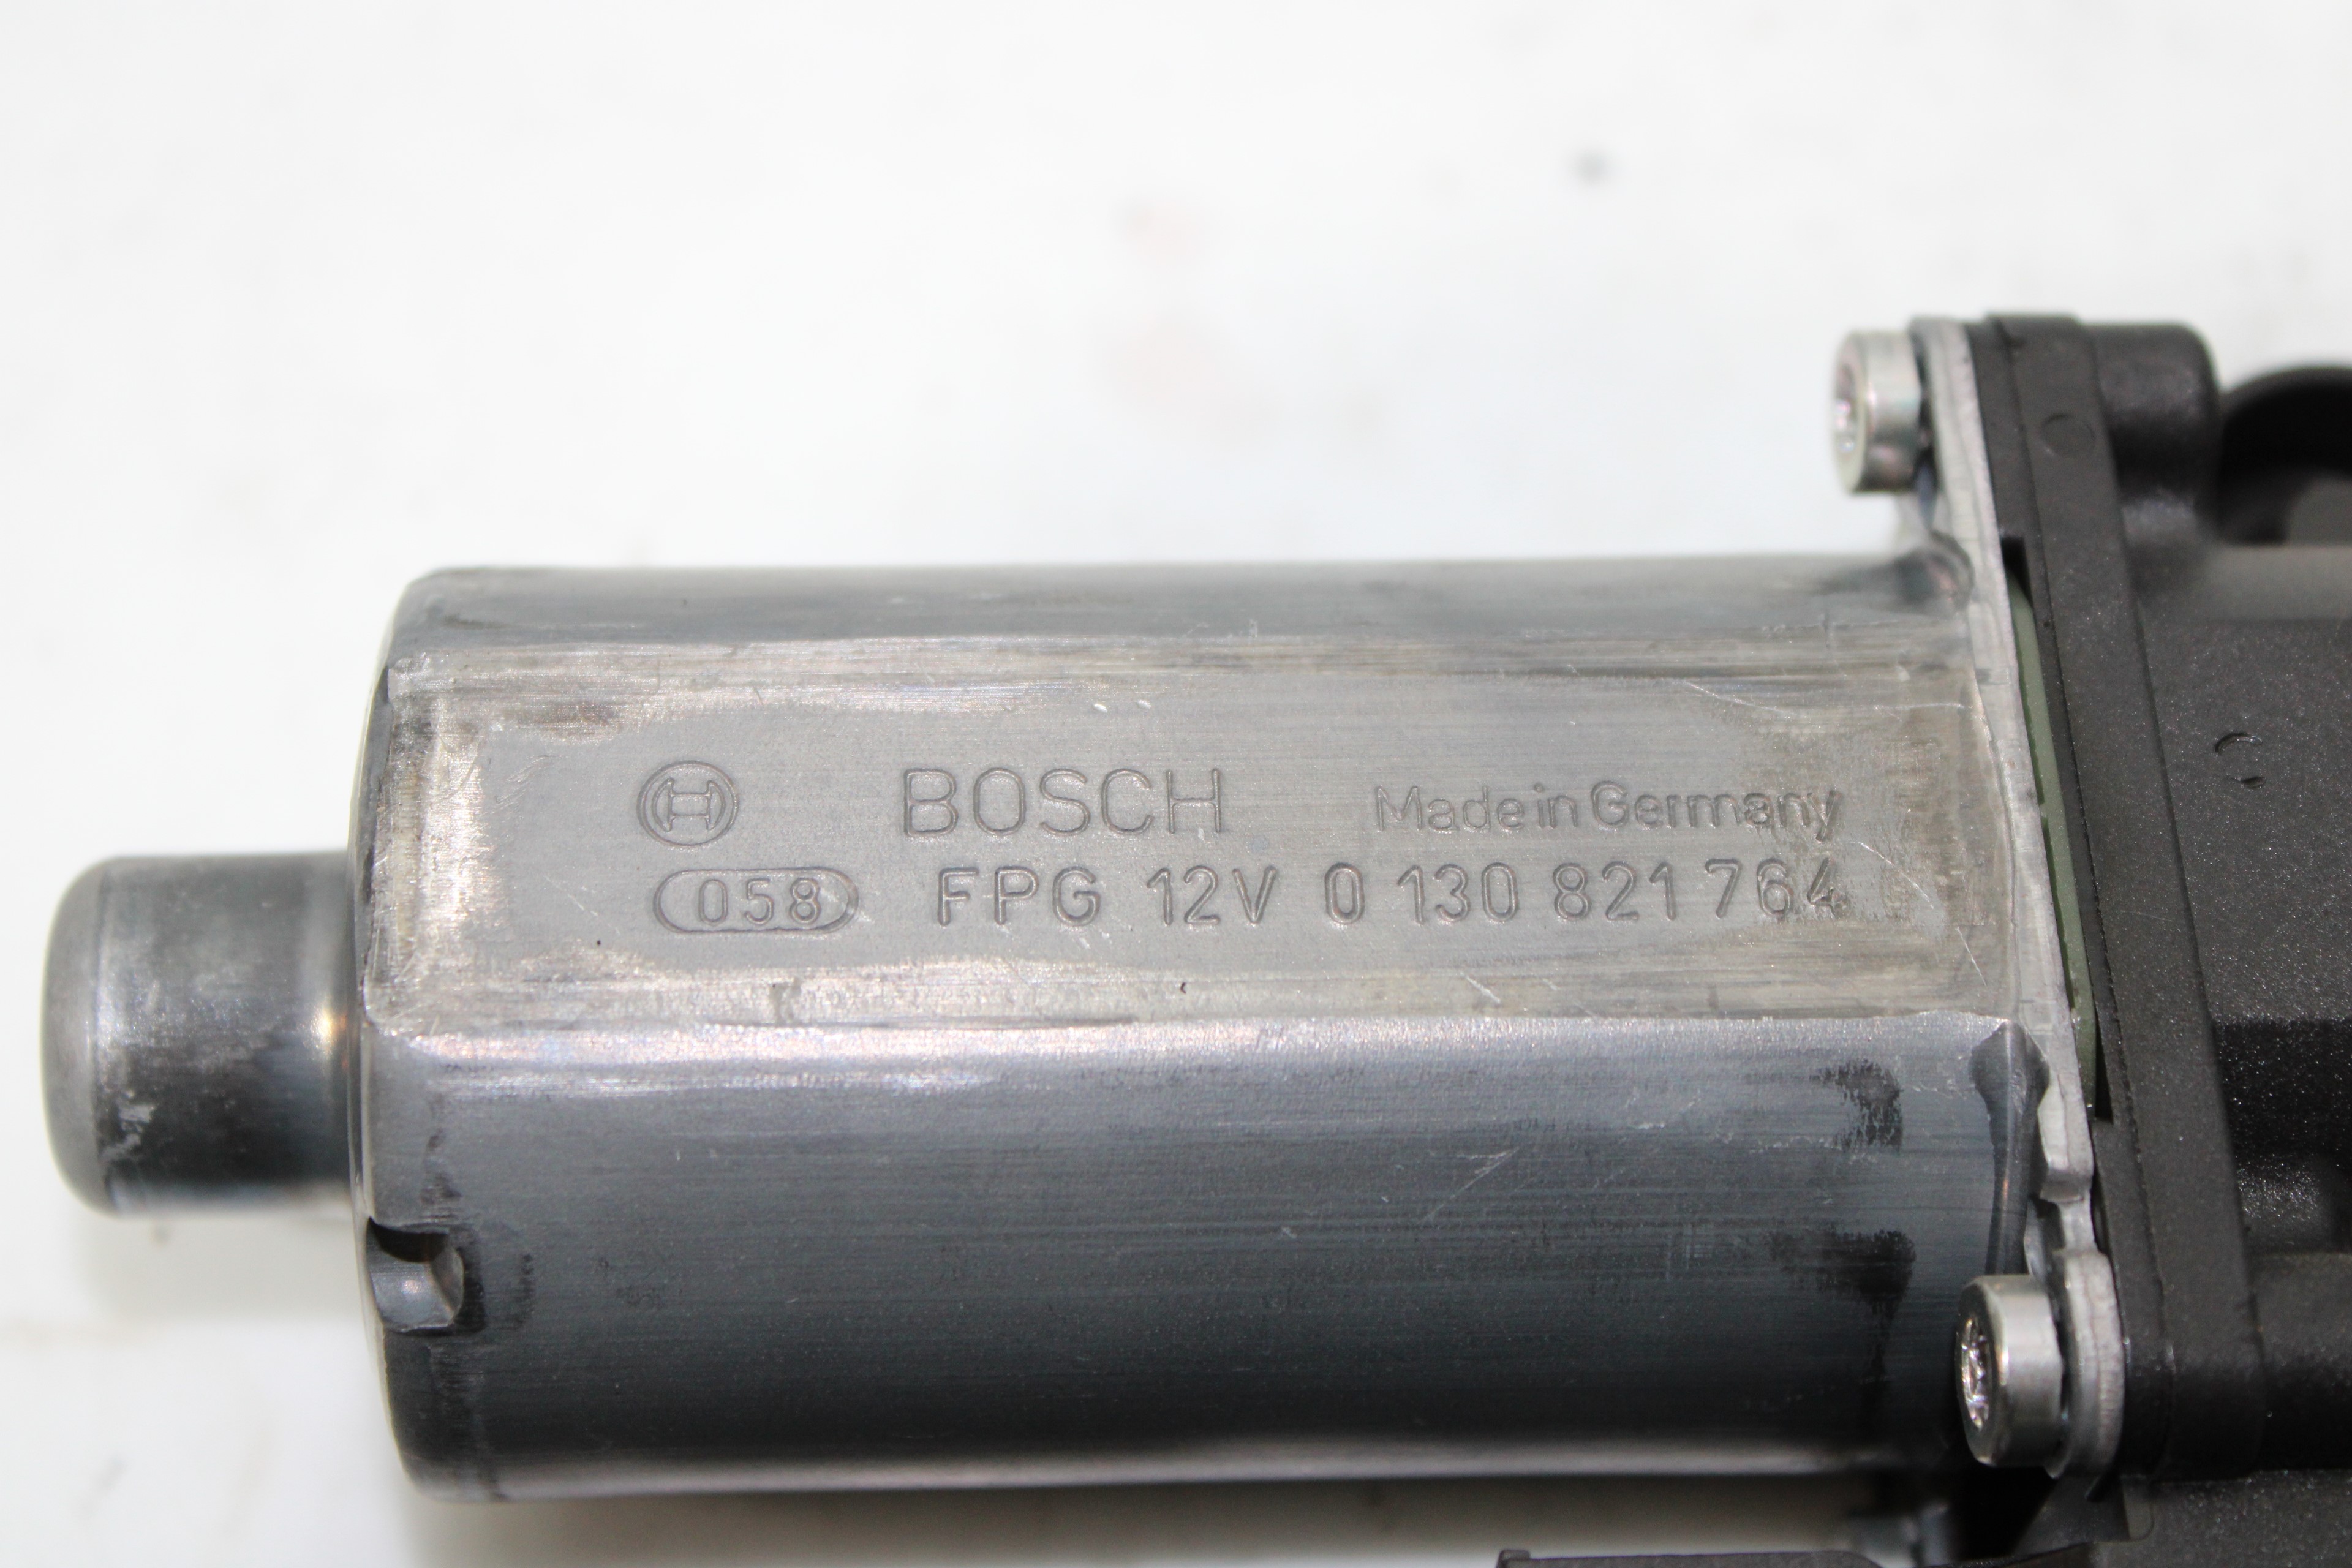 BOSCH Made in Germany
058 FPG 12V 0 130 821 764